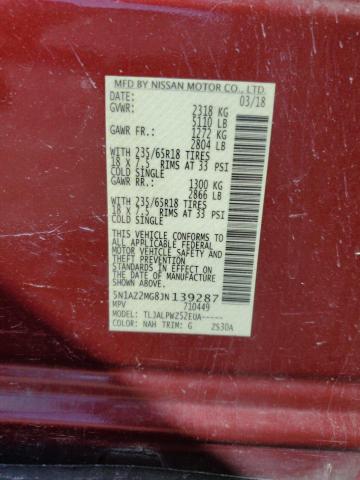 MFD BY NISSAN MOTOR CO., LTD.
DATE: 03/18
GVWR: 2318 KG
5110 LB
GAWR FR.: 1272 KG
2804 LB
WITH 235/65R18 TIRES
18 X 7.5 RIMS AT 33 PSI
COLD SINGLE
GAWR RR.: 1300 KG
2866 LB
WITH 235/65R18 TIRES
18 X 7.5 RIMS AT 33 PSI
COLD SINGLE
THIS VEHICLE CONFORMS TO
ALL APPLICABLE FEDERAL
MOTOR VEHICLE SAFETY
STANDARDS IN EFFECT ON
THE DATE OF MANUFACTURE
SHOWN ABOVE.
5N1AZ2MG8JN139287
MPV 710449
MODEL: TLJALPWZ52EUA-----
COLOR: NAH TRIM: G ZS30A